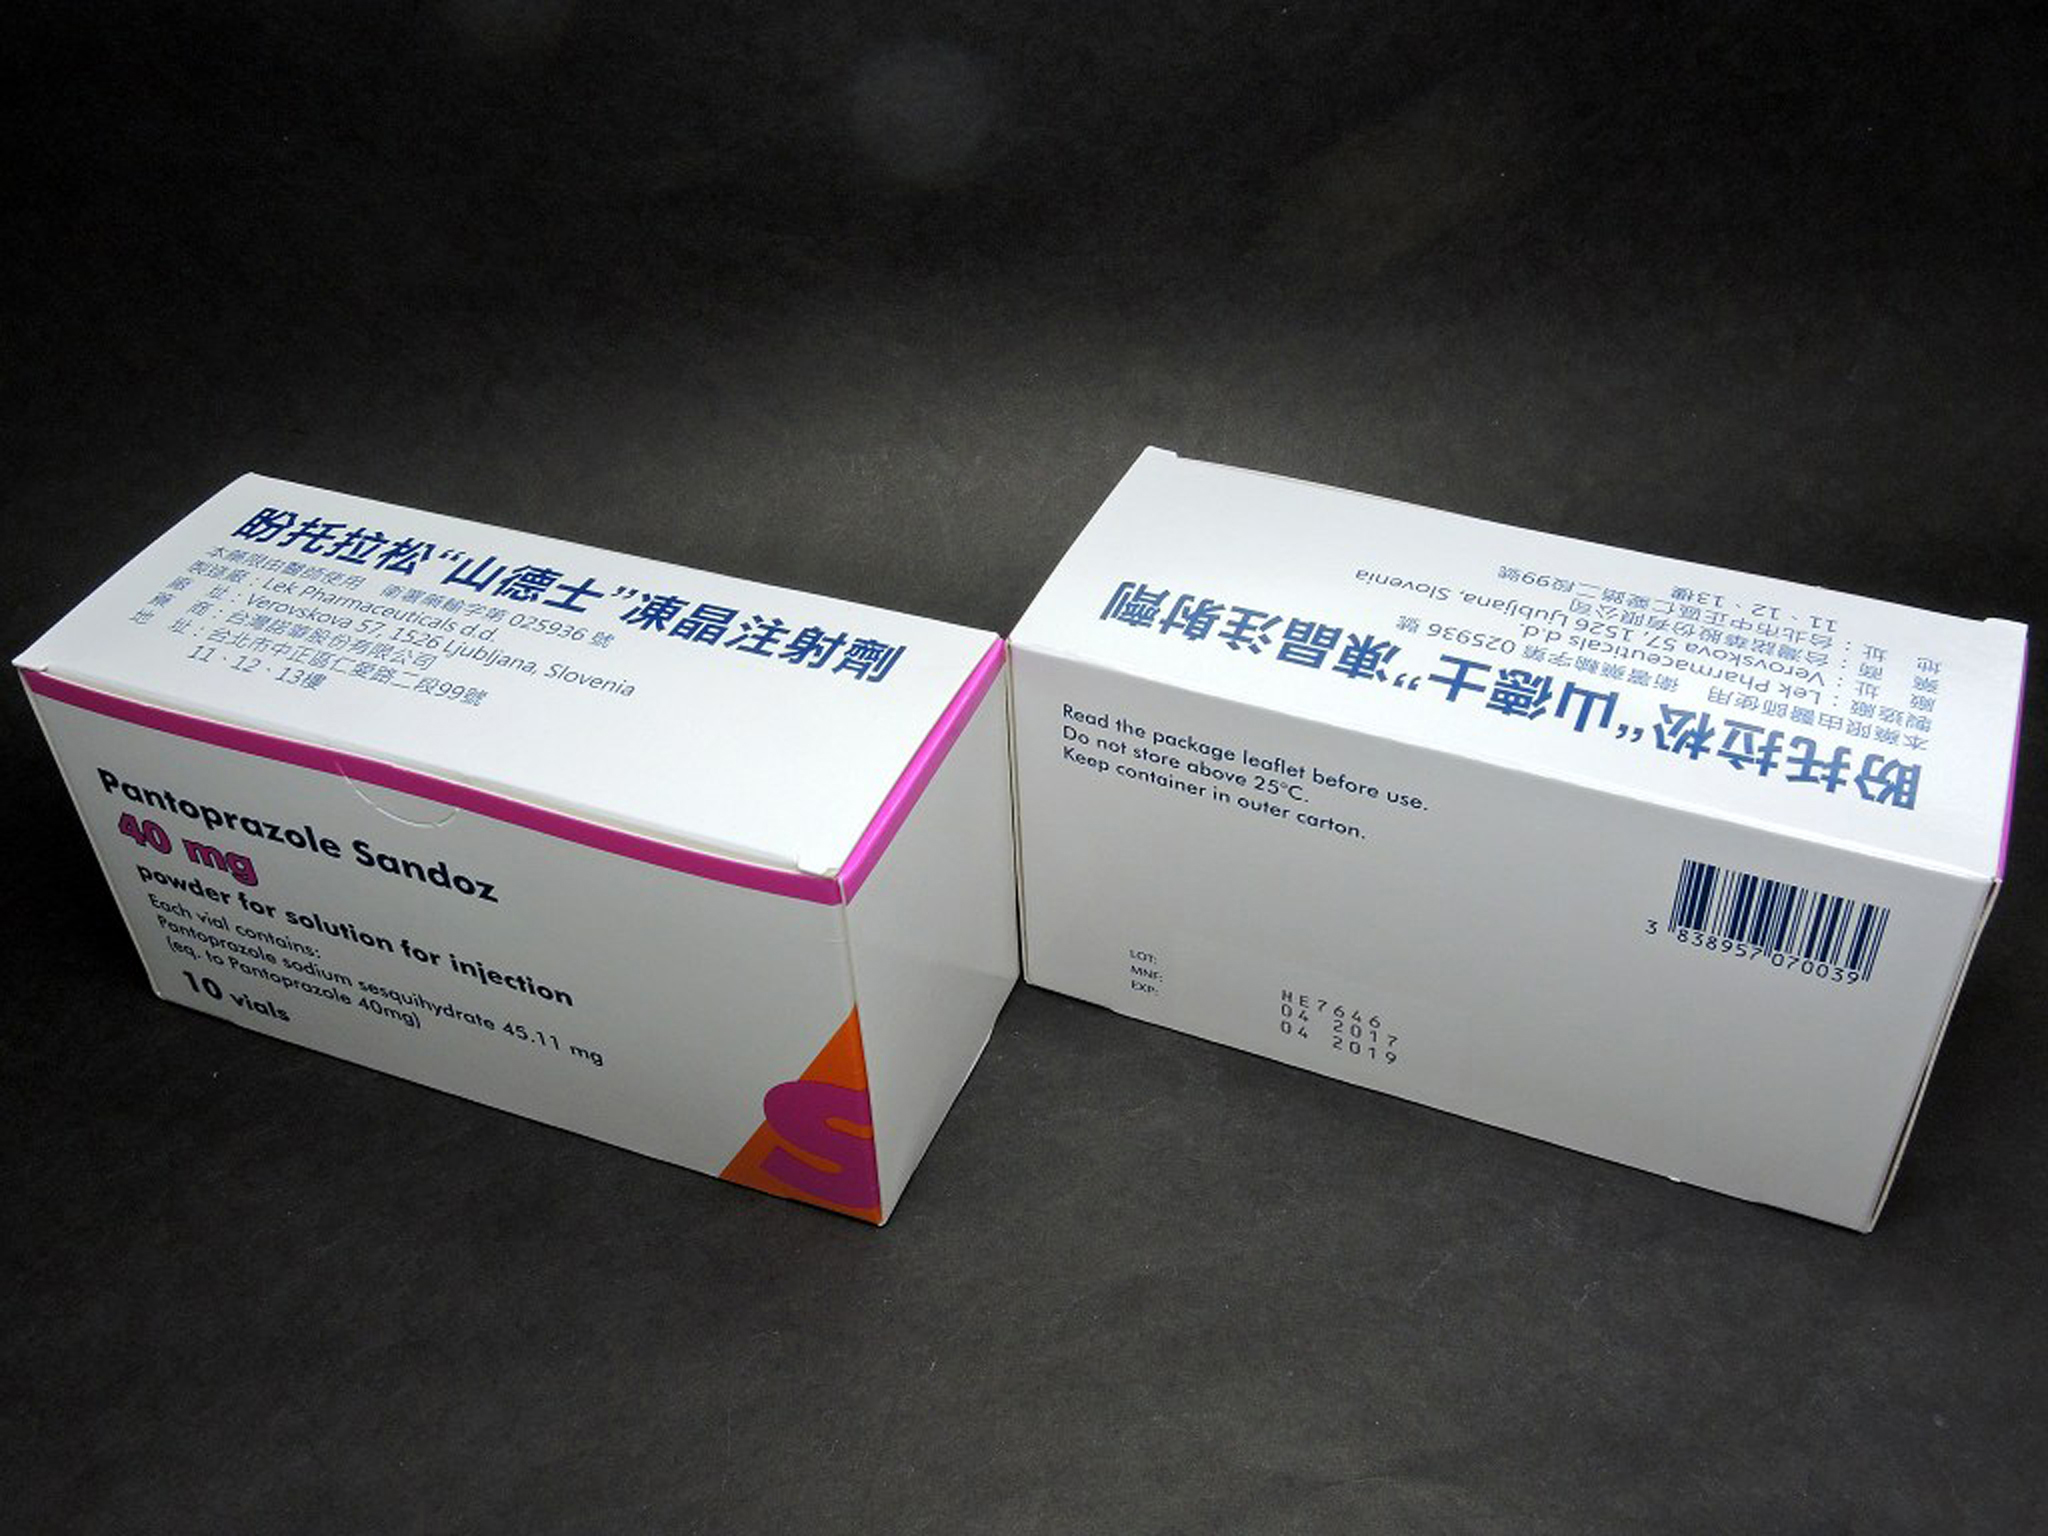 盼托拉松“山德士”凍晶注射劑
本藥限由醫師使用 衛署藥輸字第 025936 號
製造廠：Lek Pharmaceuticals d.d.
廠 址：Verovskova 57, 1526 Ljubljana, Slovenia
藥 商：台灣諾華股份有限公司
地 址：台北市中正區仁愛路二段99號
11、12、13樓
Pantoprazole Sandoz
40 mg
powder for solution for injection
Each vial contains:
Pantoprazole sodium sesquihydrate 45.11 mg
(eq. to Pantoprazole 40mg)
10 vials
S
盼托拉松“山德士”凍晶注射劑
本藥限由醫師使用 衛署藥輸字第 025936 號
製造廠：Lek Pharmaceuticals d.d.
廠 址：Verovskova 57, 1526 Ljubljana, Slovenia
藥 商：台灣諾華股份有限公司
地 址：台北市中正區仁愛路二段99號
11、12、13樓
Read the package leaflet before use.
Do not store above 25°C.
Keep container in outer carton.
3 838957 070039
LOT: HE7646
MNF: 04 2017
EXP: 04 2019